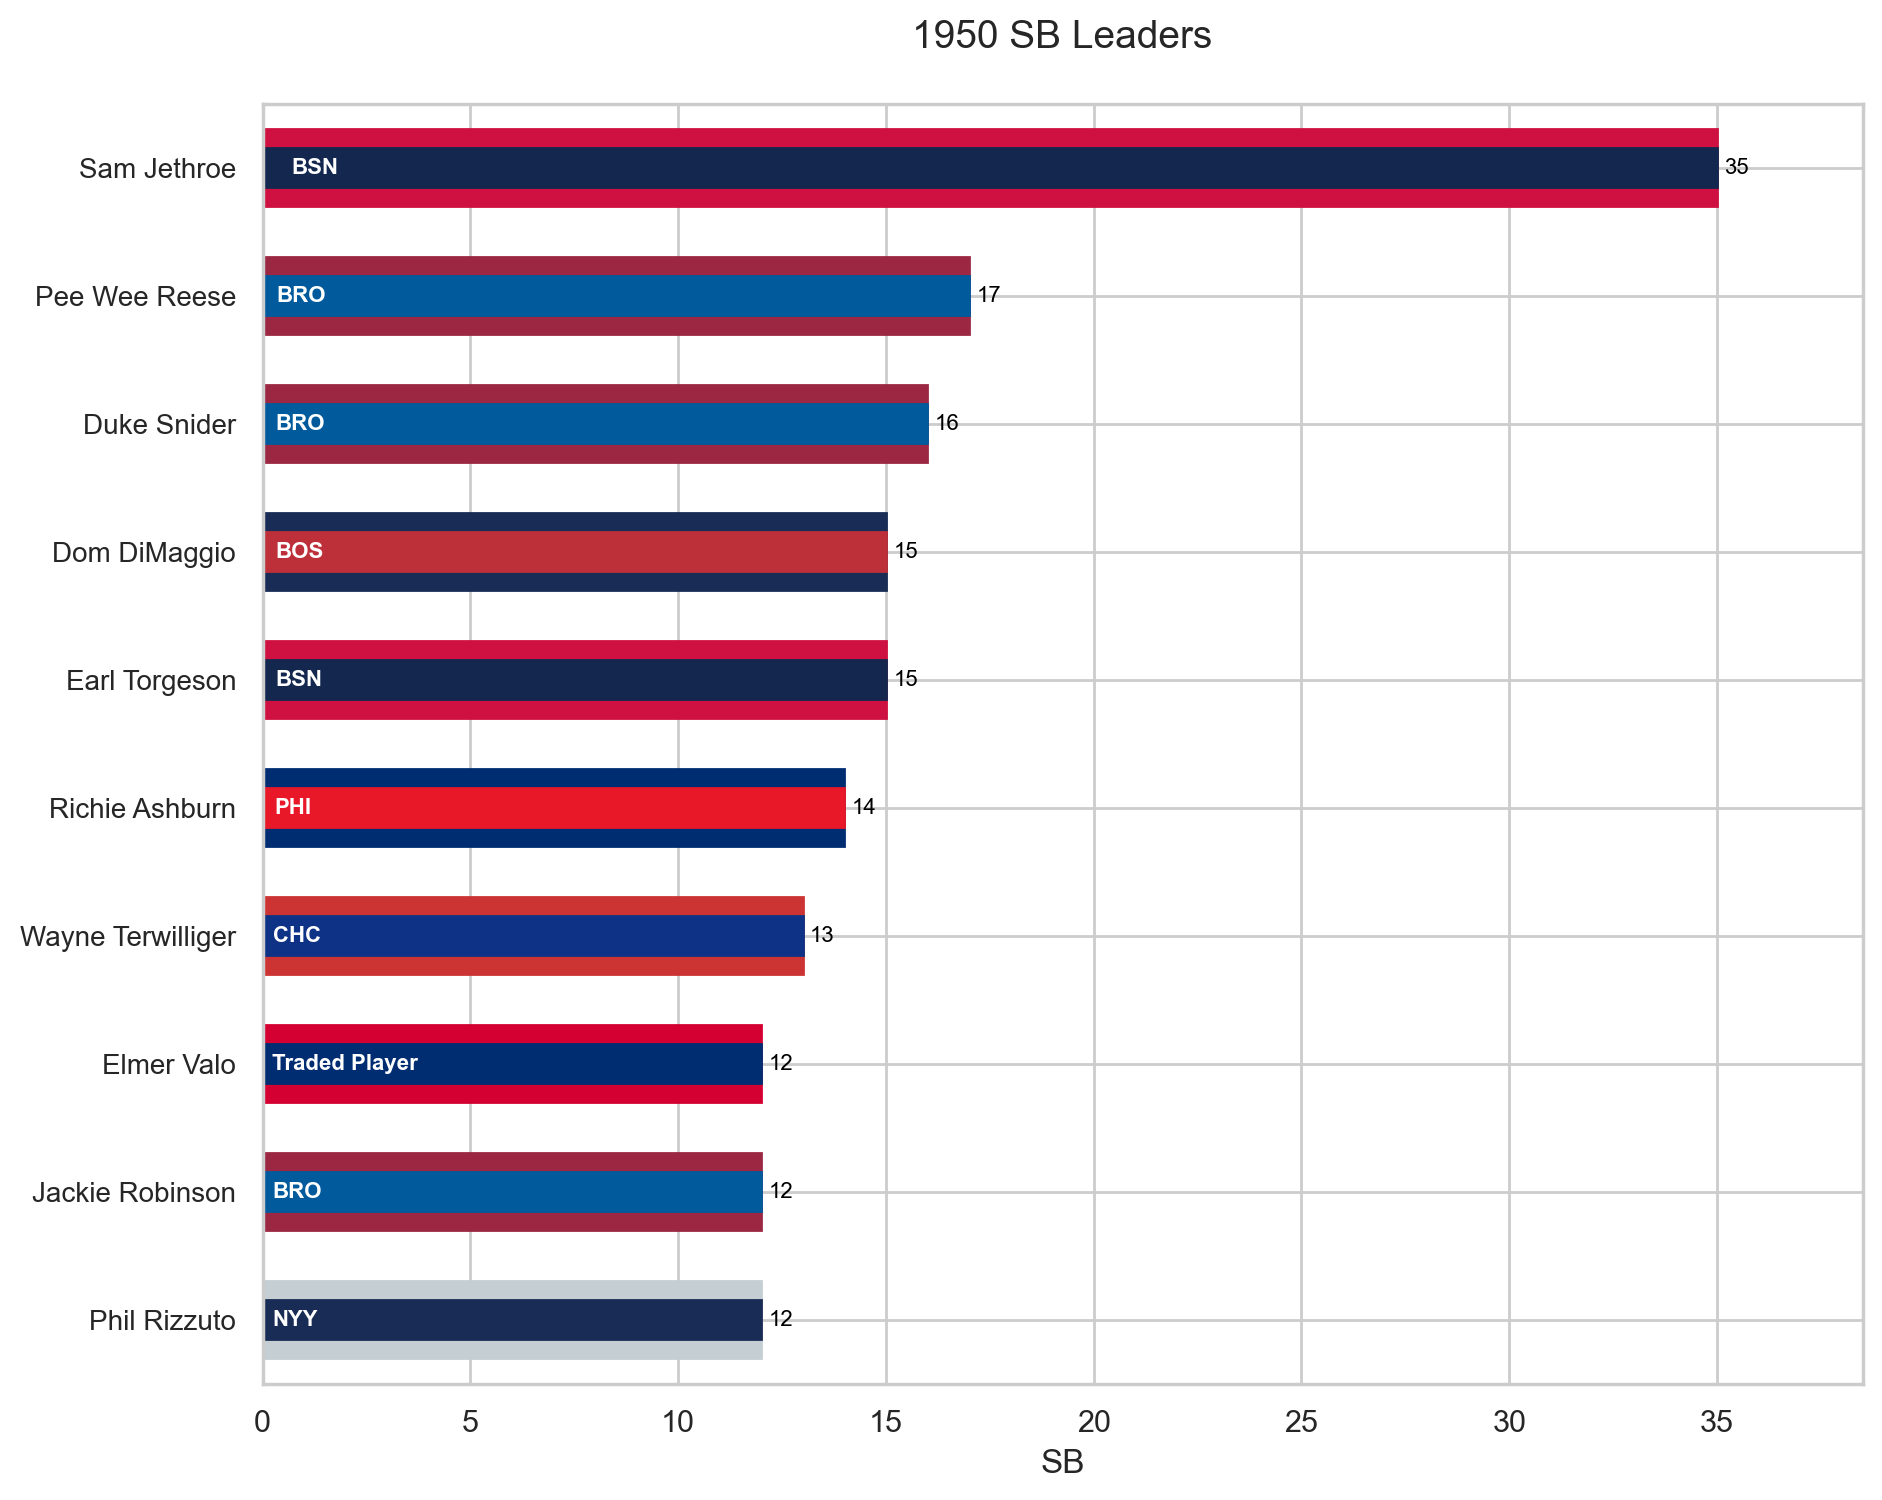 1950 SB Leaders
Sam Jethroe BSN 35
Pee Wee Reese BRO 17
Duke Snider BRO 16
Dom DiMaggio BOS 15
Earl Torgeson BSN 15
Richie Ashburn PHI 14
Wayne Terwilliger CHC 13
Elmer Valo Traded Player 12
Jackie Robinson BRO 12
Phil Rizzuto NYY 12
0 5 10 15 20 25 30 35
SB